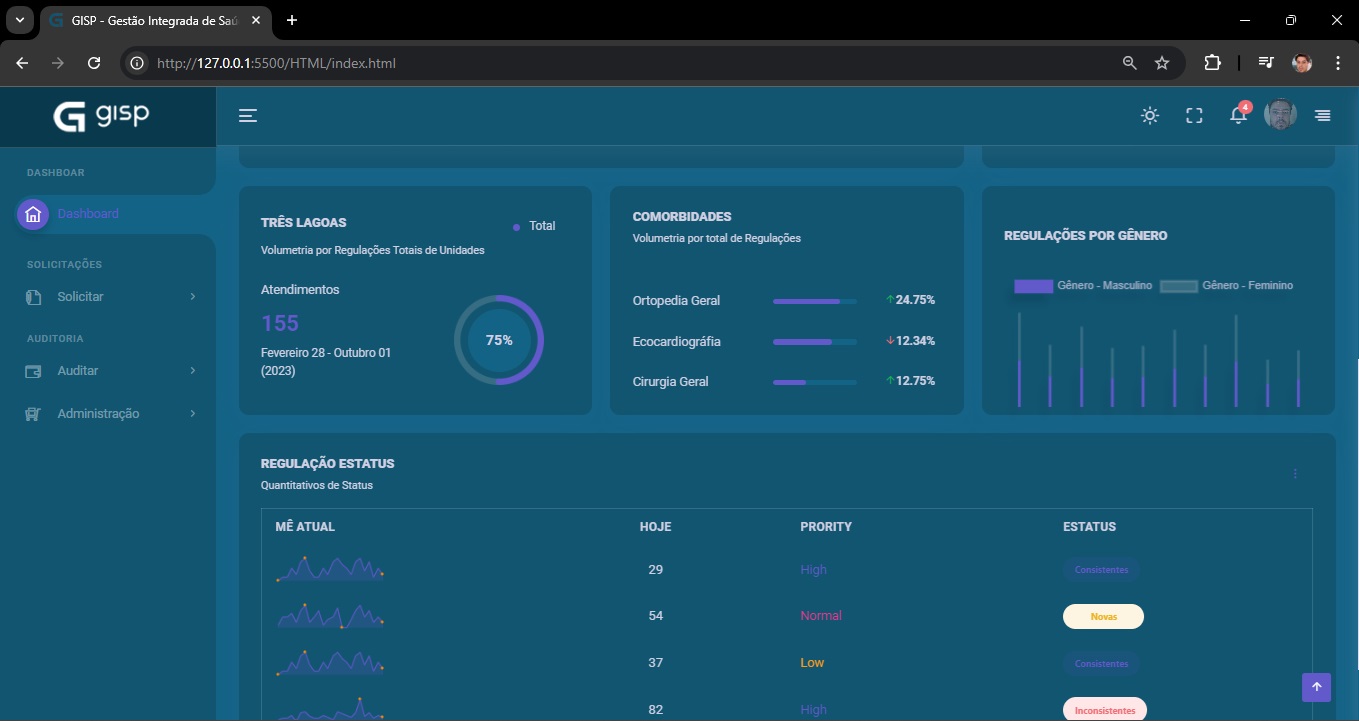 GISP - Gestão Integrada de Saú
http://127.0.0.1:5500/HTML/index.html
gisp
4
DASHBOAR
Dashboard
SOLICITAÇÕES
Solicitar
AUDITORIA
Auditar
Administração
TRÊS LAGOAS
Total
Volumetria por Regulações Totais de Unidades
Atendimentos
155
Fevereiro 28 - Outubro 01
(2023)
75%
COMORBIDADES
Volumetria por total de Regulações
Ortopedia Geral 24.75%
Ecocardiográfia 12.34%
Cirurgia Geral 12.75%
REGULAÇÕES POR GÊNERO
Gênero - Masculino Gênero - Feminino
REGULAÇÃO ESTATUS
Quantitativos de Status
MÊ ATUAL HOJE PRORITY ESTATUS
29 High Consistentes
54 Normal Novas
37 Low Consistentes
82 High Inconsistentes